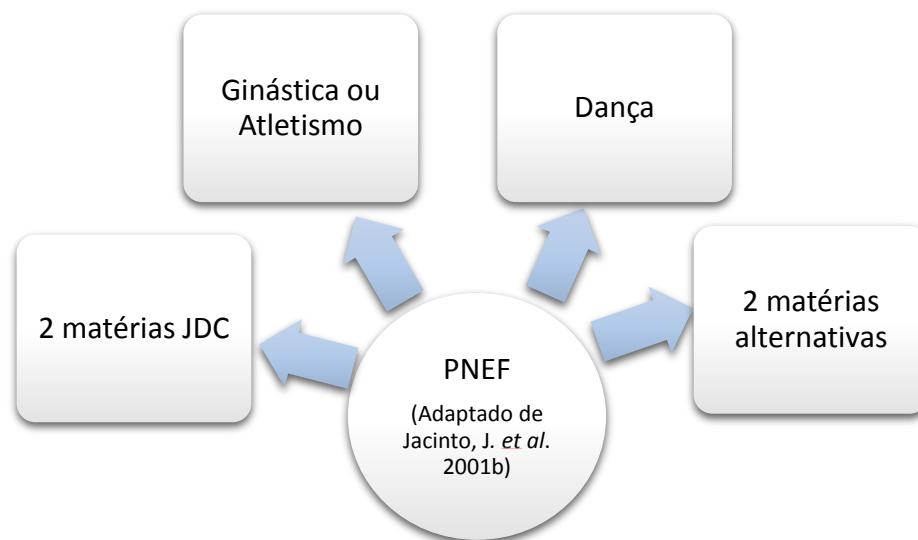 Ginástica ou
Atletismo
Dança
2 matérias JDC
2 matérias
alternativas
PNEF
(Adaptado de
Jacinto, J. et al.
2001b)